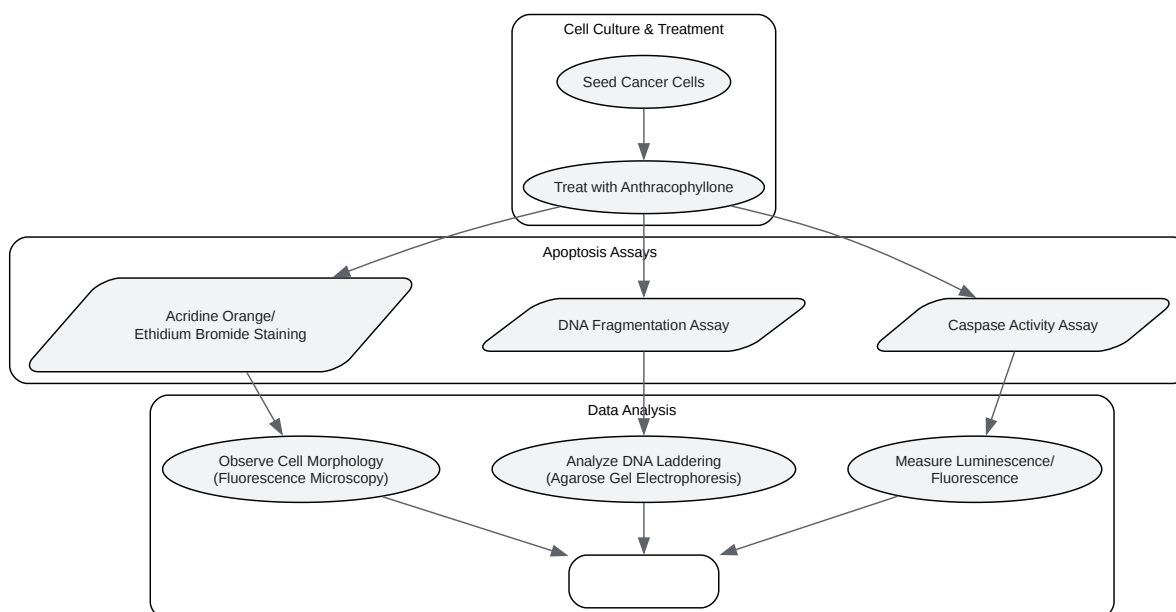 Cell Culture & Treatment
Seed Cancer Cells
Treat with Anthracophyllone
Apoptosis Assays
Acridine Orange/
Ethidium Bromide Staining
DNA Fragmentation Assay
Caspase Activity Assay
Data Analysis
Observe Cell Morphology
(Fluorescence Microscopy)
Analyze DNA Laddering
(Agarose Gel Electrophoresis)
Measure Luminescence/
Fluorescence